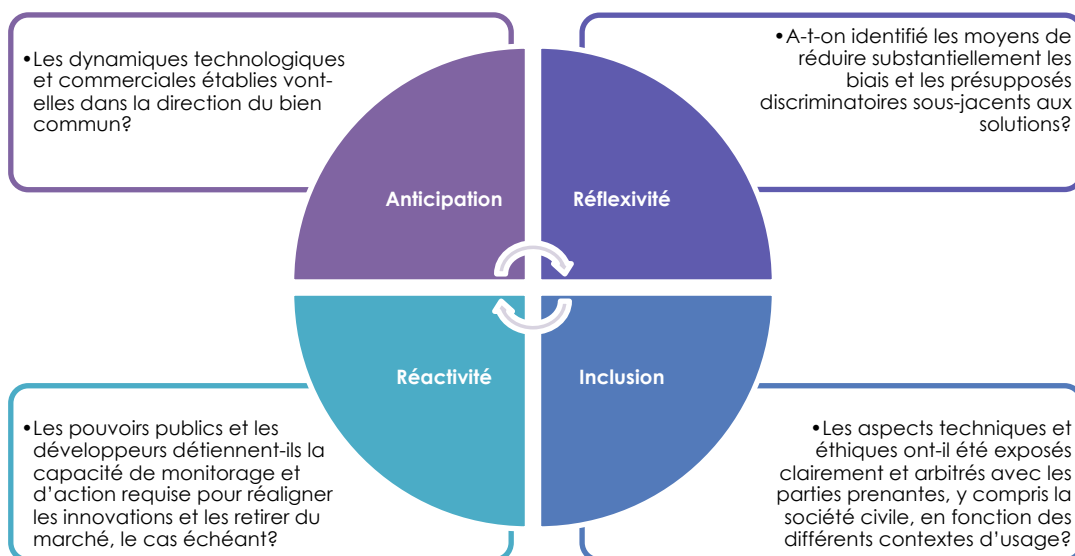 •Les dynamiques technologiques
et commerciales établies vont-
elles dans la direction du bien
commun?
•A-t-on identifié les moyens de
réduire substantiellement les
biais et les présupposés
discriminatoires sous-jacents aux
solutions?
Anticipation
Réflexivité
Réactivité
Inclusion
•Les pouvoirs publics et les
développeurs détiennent-ils la
capacité de monitorage et
d'action requise pour réaligner
les innovations et les retirer du
marché, le cas échéant?
•Les aspects techniques et
éthiques ont-il été exposés
clairement et arbitrés avec les
parties prenantes, y compris la
société civile, en fonction des
différents contextes d'usage?